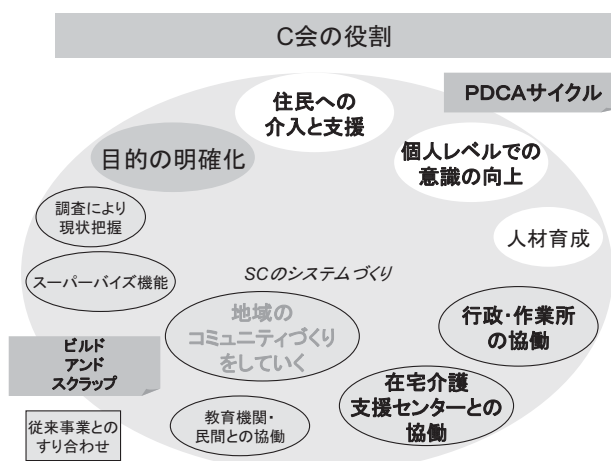 C会の役割
PDCAサイクル
住民への
介入と支援
目的の明確化
個人レベルでの
意識の向上
調査により
現状把握
人材育成
スーパーバイズ機能
SCのシステムづくり
地域の
コミュニティづくり
をしていく
行政・作業所
の協働
ビルド
アンド
スクラップ
在宅介護
支援センターとの
協働
教育機関・
民間との協働
従来事業との
すり合わせ